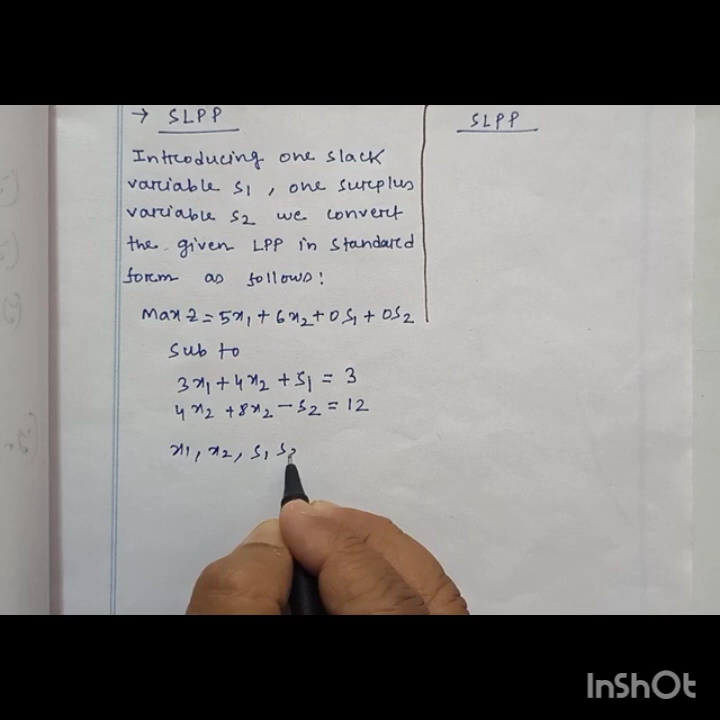 → SLPP
Introducing one slack
variable s₁, one surplus
variable s₂ we convert
the given LPP in standard
form as follows:
Max z = 5x₁ + 6x₂ + 0s₁ + 0s₂
Sub to
3x₁ + 4x₂ + s₁ = 3
4x₂ + 8x₂ - s₂ = 12
x₁, x₂, s₁ s₂
SLPP
InShOt